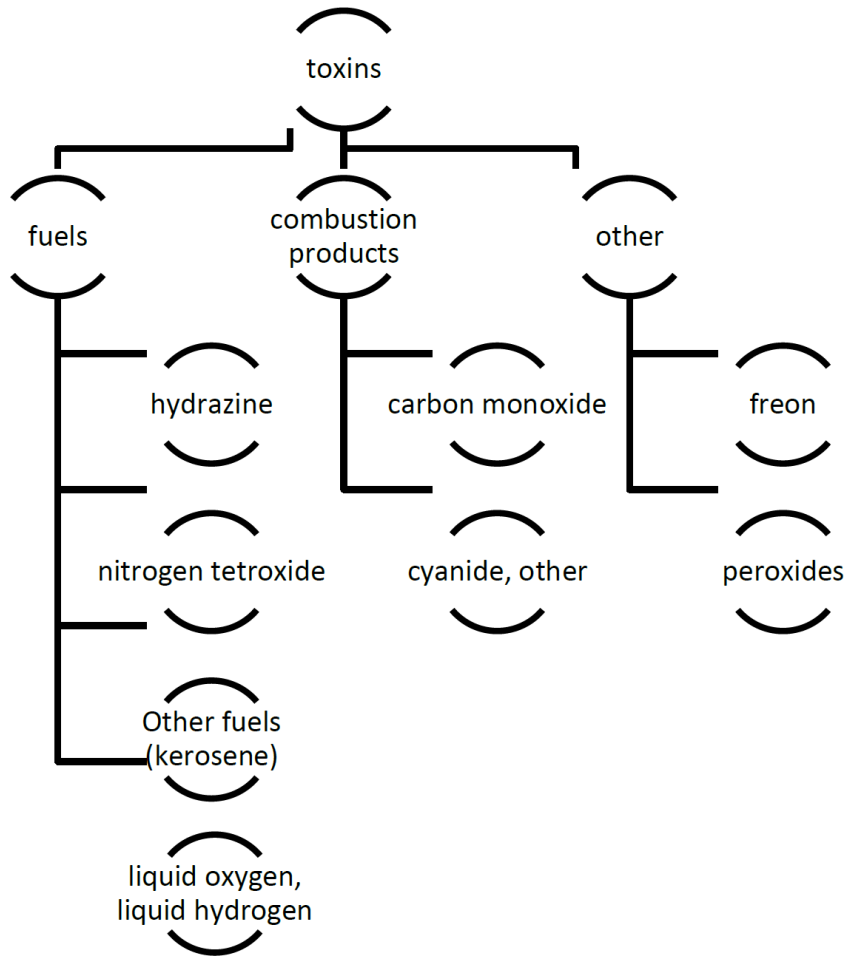 toxins
fuels
combustion
products
other
hydrazine
carbon monoxide
freon
nitrogen tetroxide
cyanide, other
peroxides
Other fuels
(kerosene)
liquid oxygen,
liquid hydrogen